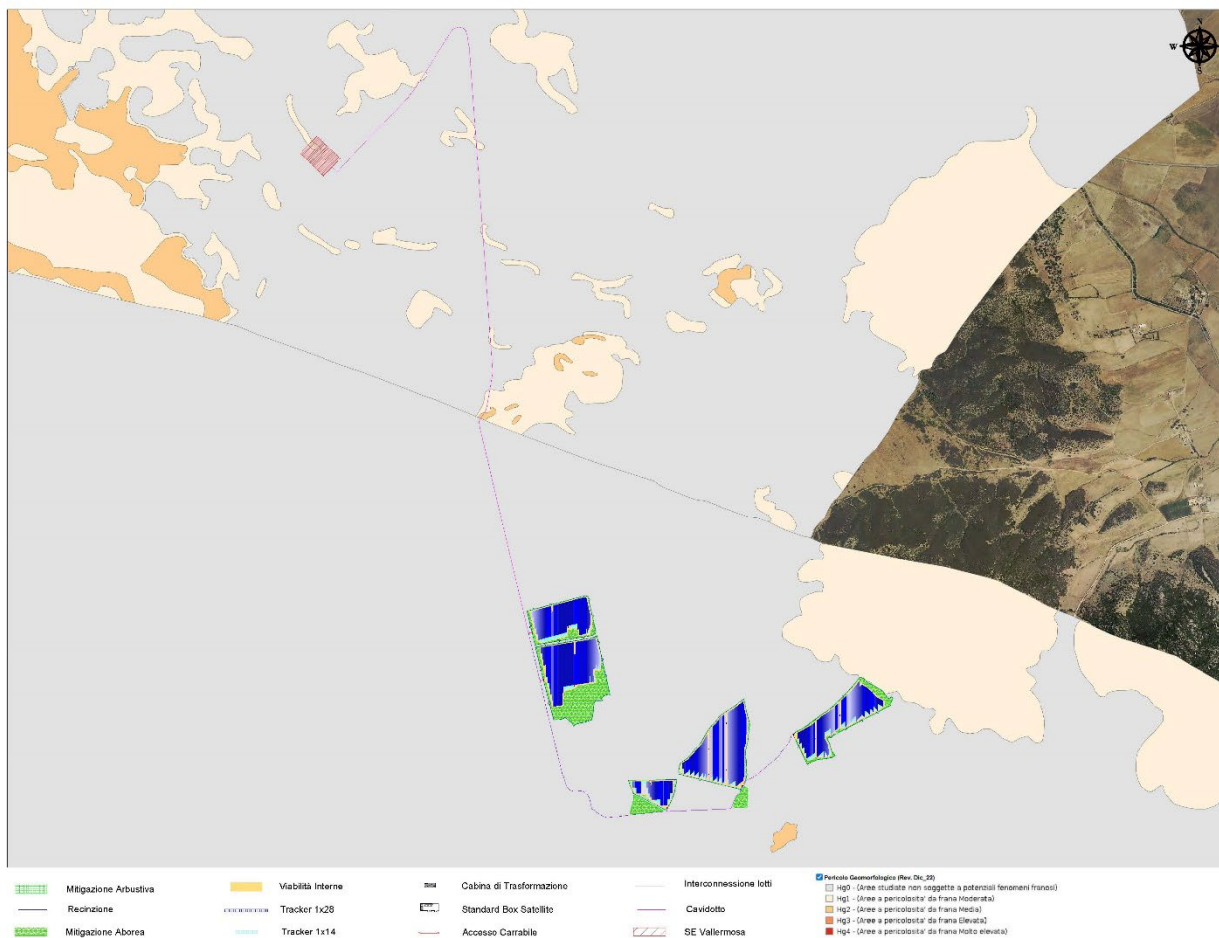 N
W
S
Mitigazione Arbustiva
Recinzione
Mitigazione Aborea
Viabilità Interne
Tracker 1x28
Tracker 1x14
Cabina di Trasformazione
Standard Box Satellite
Accesso Carrabile
Interconnessione lotti
Cavidotto
SE Vallermosa
Pericolo Geomorfologico (Rev. Dic_22)
Hg0 - (Aree studiate non soggette a potenziali fenomeni franosi)
Hg1 - (Aree a pericolosita' da frana Moderata)
Hg2 - (Aree a pericolosita' da frana Media)
Hg3 - (Aree a pericolosita' da frana Elevata)
Hg4 - (Aree a pericolosita' da frana Molto elevata)